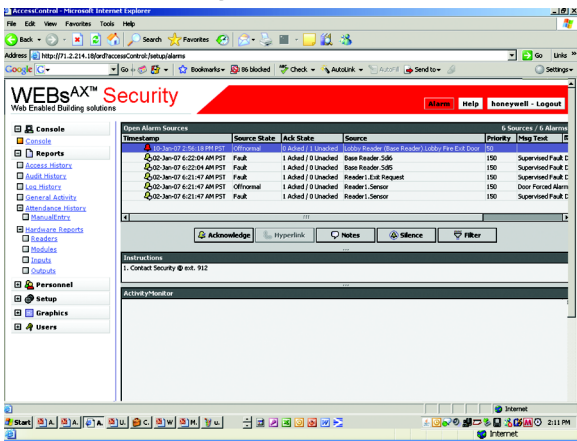 AccessControl - Microsoft Internet Explorer
File Edit View Favorites Tools Help
Back Search Favorites
Address http://71.2.214.18/ord?accessControl:/setup/alarms Go Links »
Google G Go Bookmarks 86 blocked Check AutoLink AutoFill Send to Settings
WEBsAX™ Security
Web Enabled Building solutions
Alarm Help honeywell - Logout
Console
Console
Reports
Access History
Audit History
Log History
General Activity
Attendance History
ManualEntry
Hardware Reports
Readers
Modules
Inputs
Outputs
Personnel
Setup
Graphics
Users
Open Alarm Sources 6 Sources / 6 Alarms
Timestamp Source State Ack State Source Priority Msg Text
10-Jan-07 2:56:18 PM PST Offnormal 0 Acked / 1 Unacked Lobby Reader (Base Reader).Lobby Fire Exit Door 50
02-Jan-07 6:22:04 AM PST Fault 1 Acked / 0 Unacked Base Reader.Sdi6 150 Supervised Fault D
02-Jan-07 6:22:04 AM PST Fault 1 Acked / 0 Unacked Base Reader.Sdi5 150 Supervised Fault D
02-Jan-07 6:21:47 AM PST Fault 1 Acked / 0 Unacked Reader1.Exit Request 150 Supervised Fault D
02-Jan-07 6:21:47 AM PST Offnormal 1 Acked / 0 Unacked Reader1.Sensor 150 Door Forced Alarm
02-Jan-07 6:21:47 AM PST Fault 1 Acked / 0 Unacked Reader1.Sensor 150 Supervised Fault D
Acknowledge Hyperlink Notes Silence Filter
Instructions
1. Contact Security @ ext. 912
ActivityMonitor
Internet
Start A. A. A. U. C. W M. u. 2:11 PM
Internet